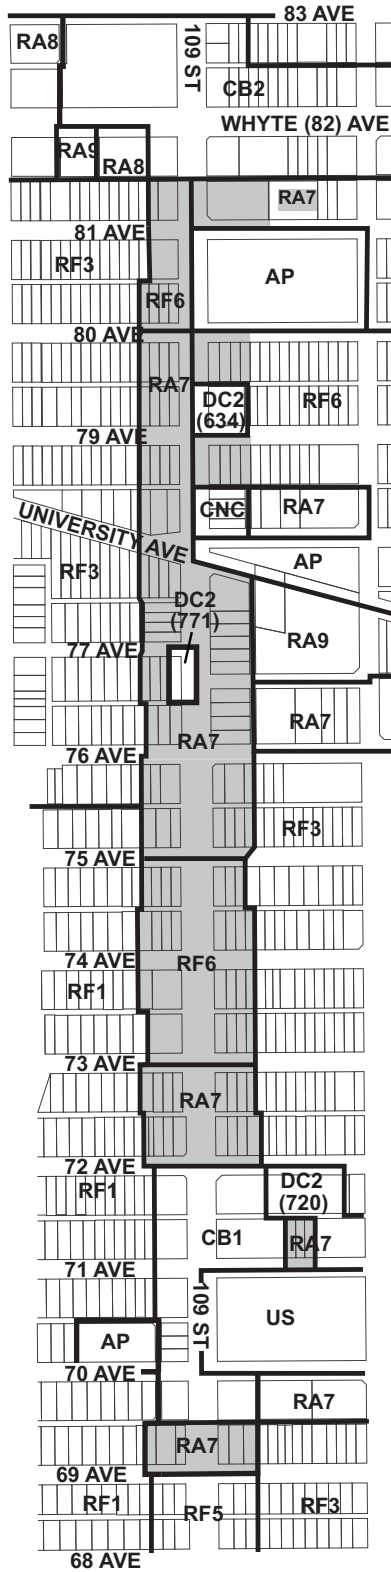 83 AVE
RA8
109 ST
CB2
WHYTE (82) AVE
RA9
RA8
RA7
81 AVE
RF3
AP
RF6
80 AVE
RA7
DC2
(634)
RF6
79 AVE
CNC
RA7
UNIVERSITY AVE
AP
RF3
DC2
(771)
RA9
77 AVE
RA7
RA7
76 AVE
RF3
75 AVE
RF6
74 AVE
RF1
73 AVE
RA7
72 AVE
RF1
DC2
(720)
CB1
RA7
71 AVE
109 ST
US
AP
70 AVE
RA7
RA7
69 AVE
RF1
RF5
RF3
68 AVE